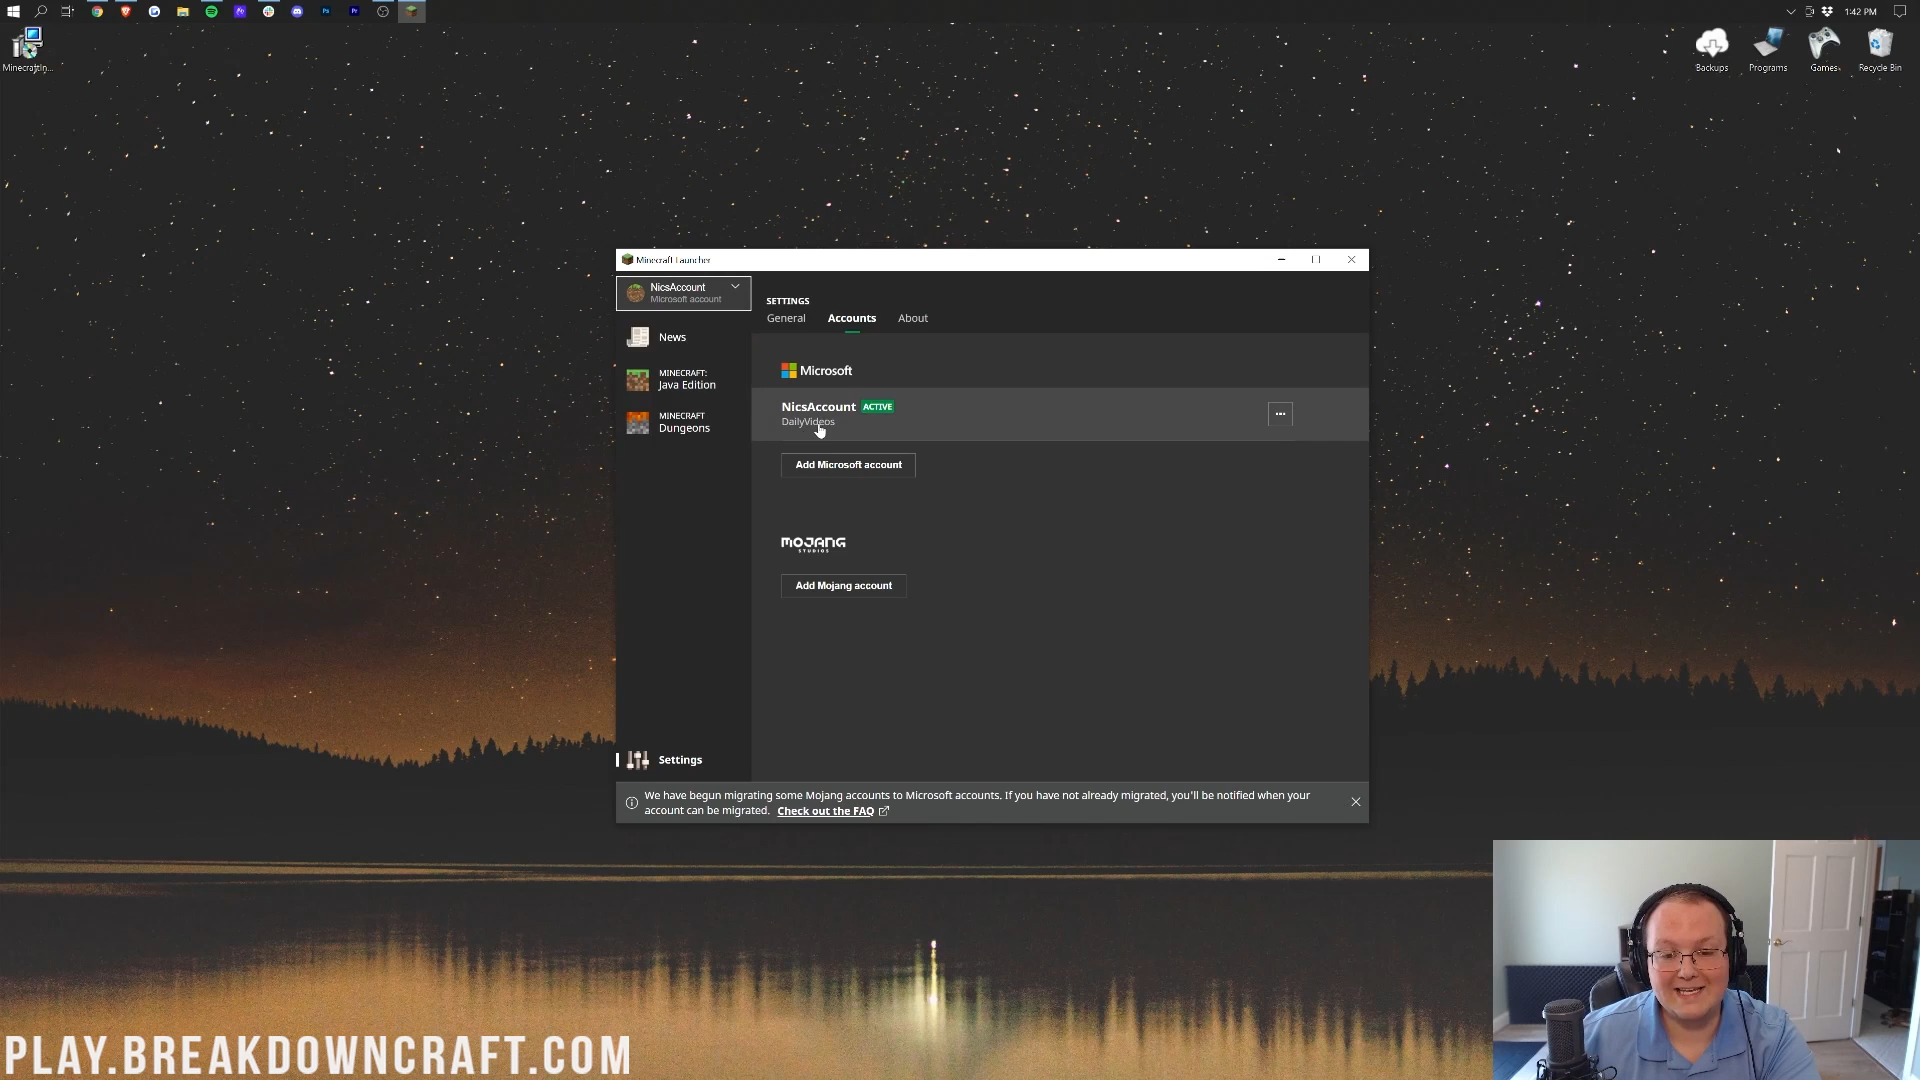 1:42 PM
Minecraftin...
Backups
Programs
Games
Recycle Bin
Minecraft Launcher
NicsAccount
Microsoft account
News
MINECRAFT:
Java Edition
MINECRAFT
Dungeons
Settings
SETTINGS
General Accounts About
Microsoft
NicsAccount ACTIVE
DailyVideos
...
Add Microsoft account
MOJANG
STUDIOS
Add Mojang account
We have begun migrating some Mojang accounts to Microsoft accounts. If you have not already migrated, you'll be notified when your
account can be migrated. Check out the FAQ
PLAY.BREAKDOWNCRAFT.COM